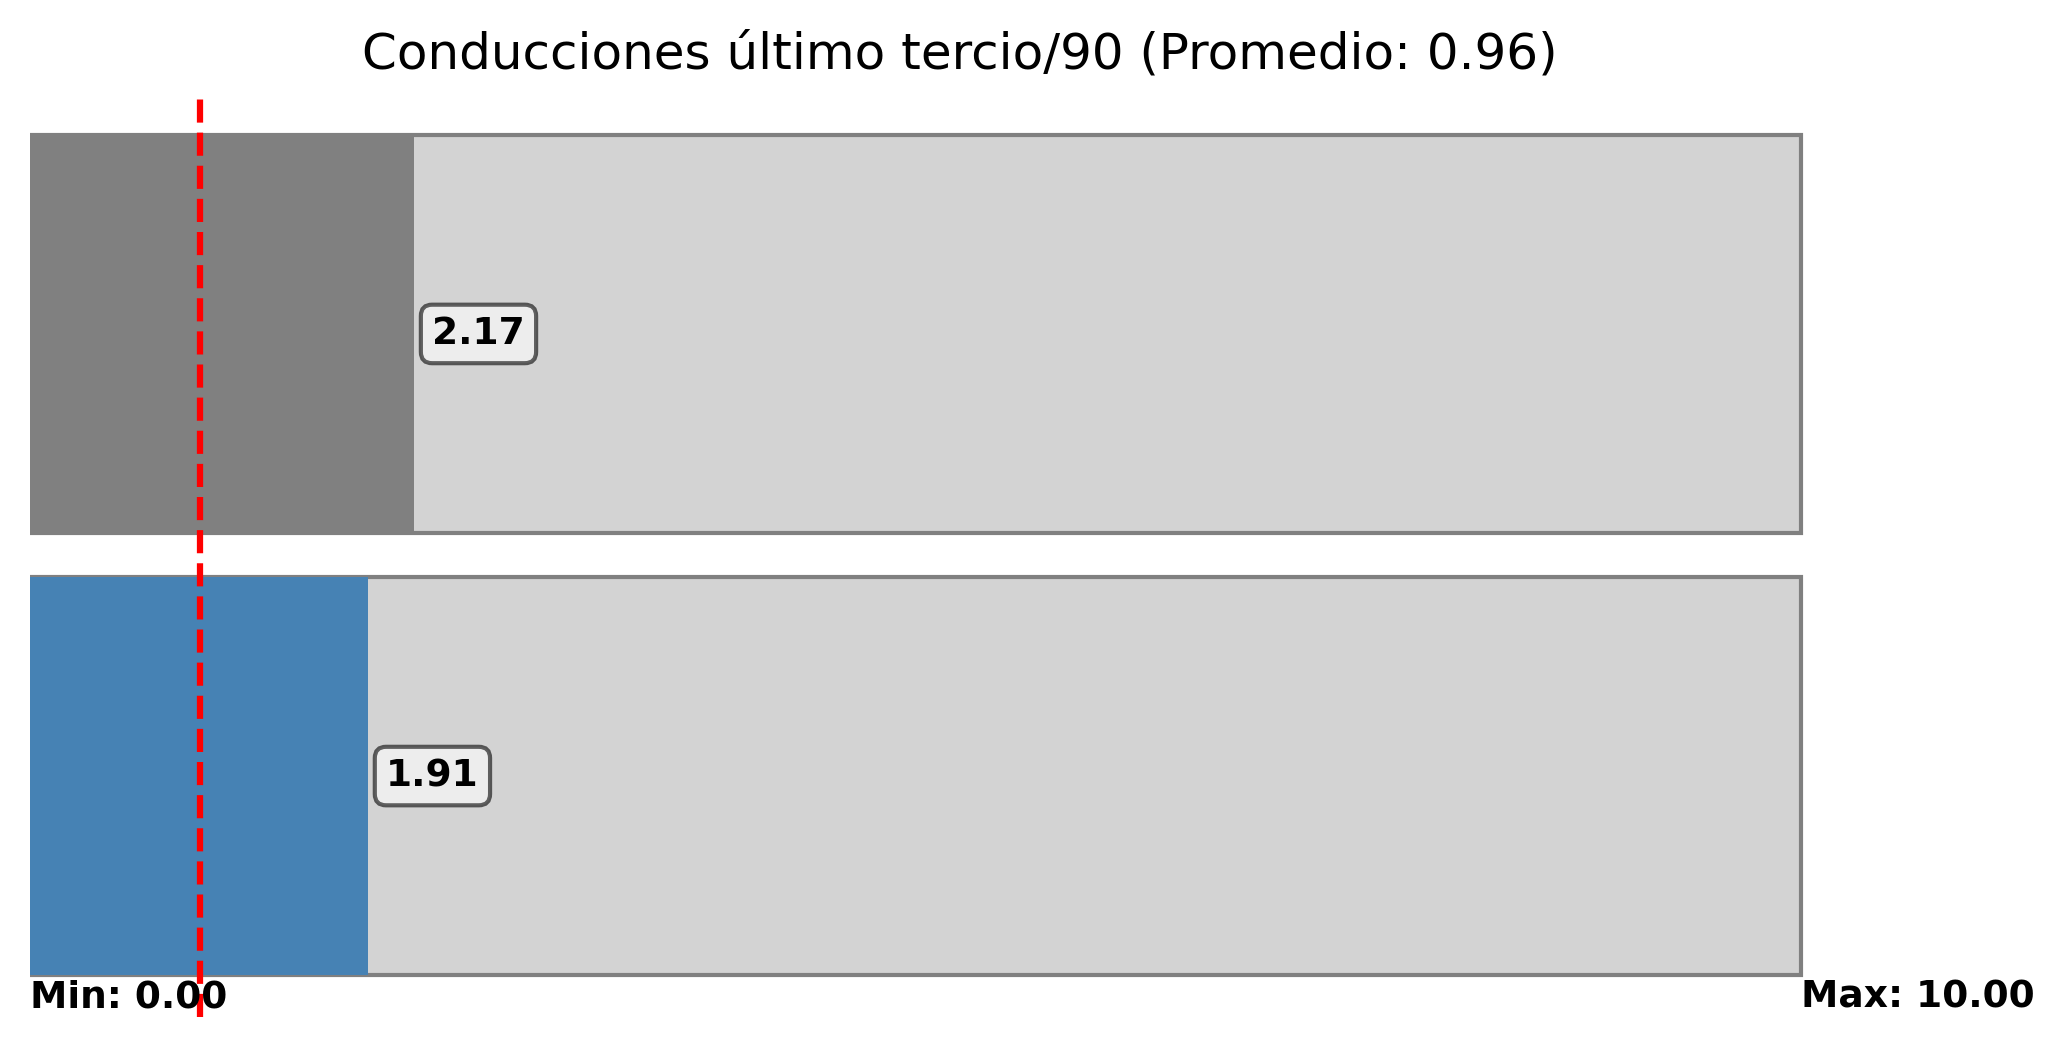 Conducciones último tercio/90 (Promedio: 0.96)
2.17
1.91
Min: 0.00
Max: 10.00